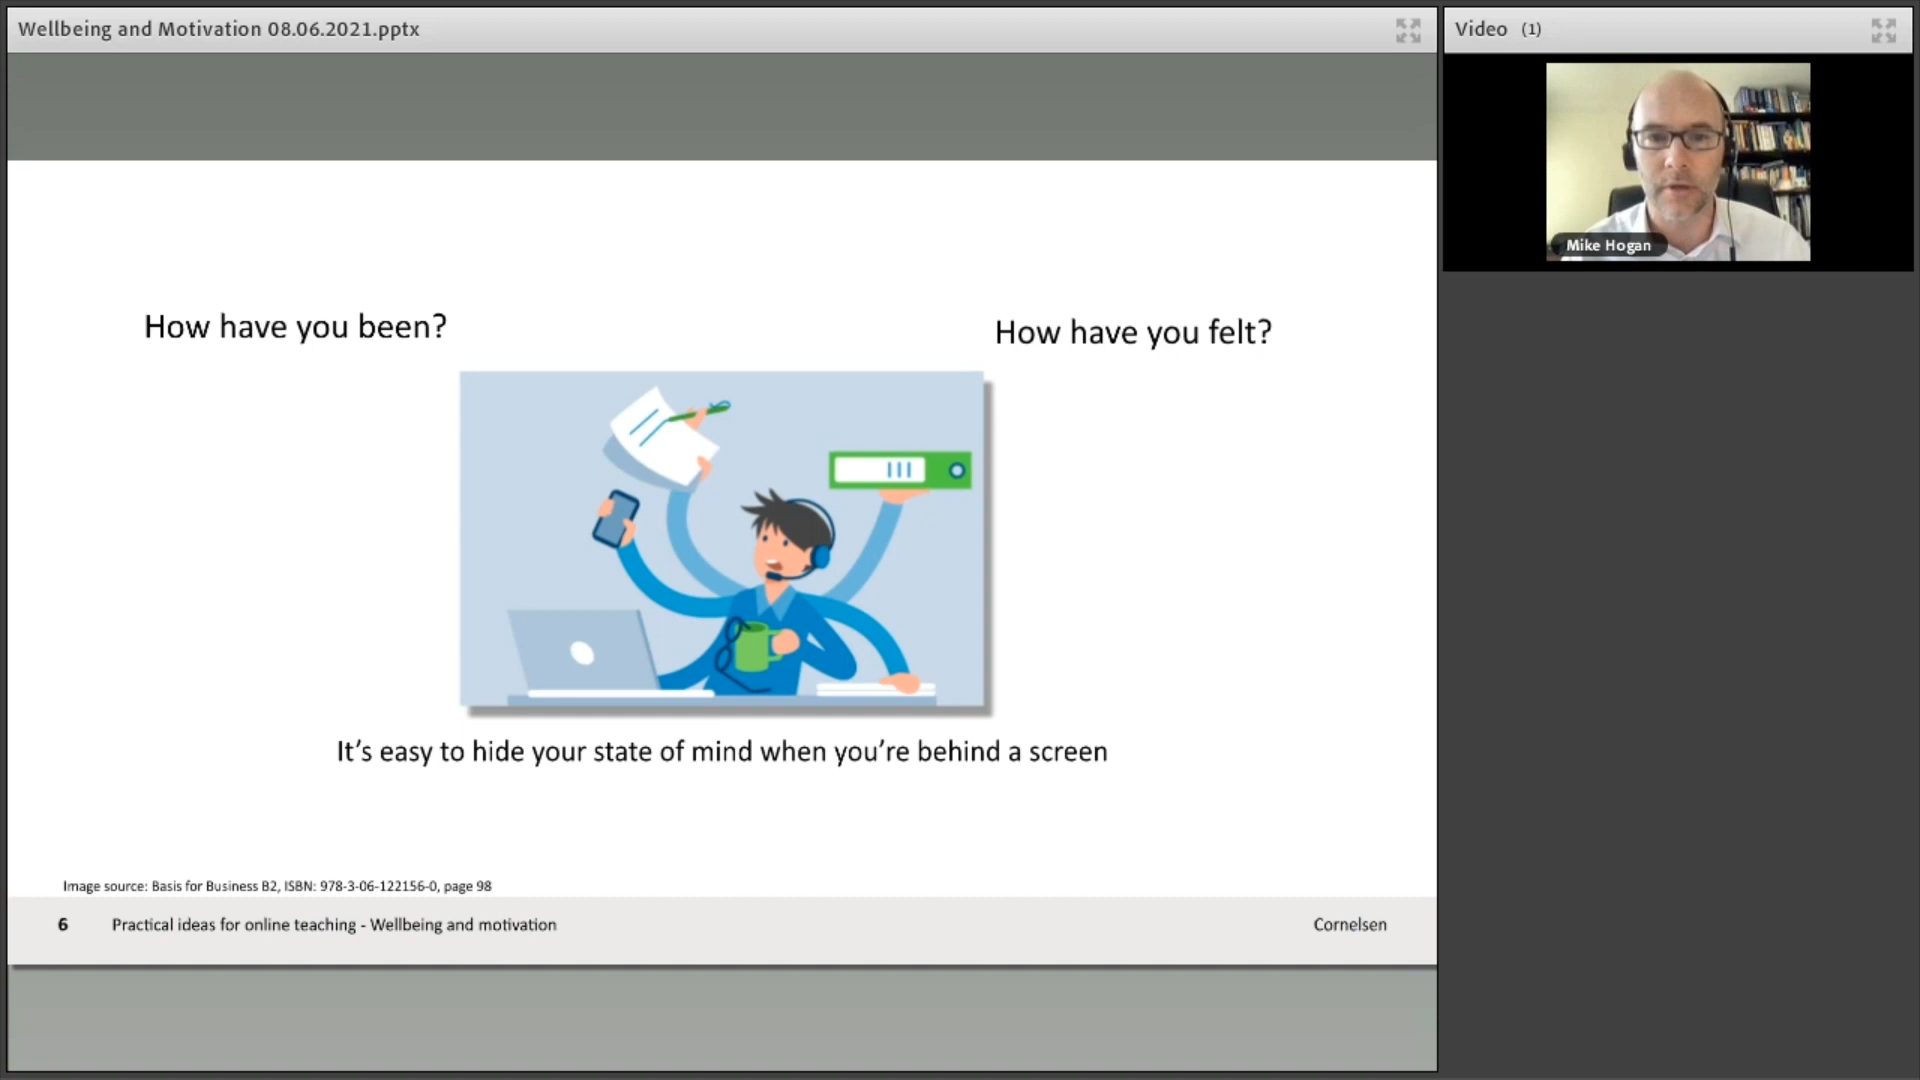 Wellbeing and Motivation 08.06.2021.pptx
Video (1)
Mike Hogan
How have you been?
How have you felt?
It’s easy to hide your state of mind when you’re behind a screen
Image source: Basis for Business B2, ISBN: 978-3-06-122156-0, page 98
6 Practical ideas for online teaching - Wellbeing and motivation Cornelsen